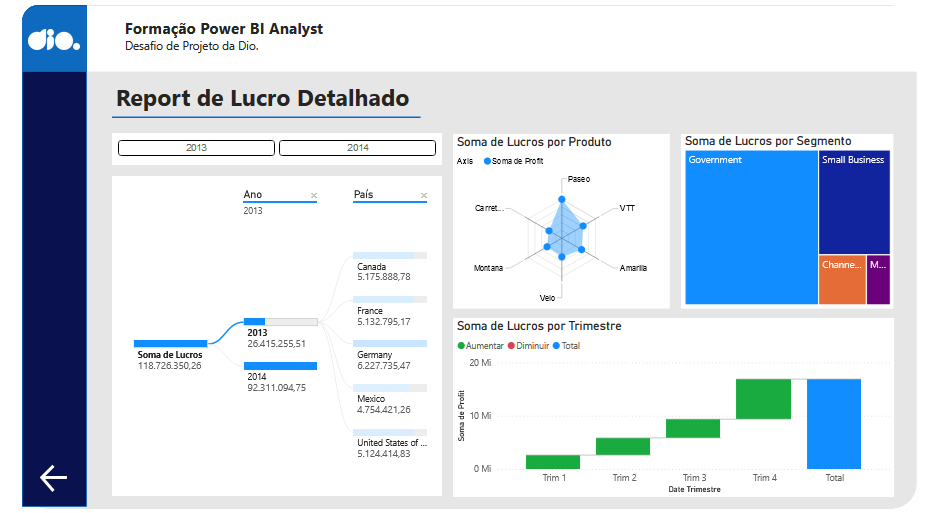 dio.
Formação Power BI Analyst
Desafio de Projeto da Dio.
Report de Lucro Detalhado
2013
2014
Ano
2013
País
Soma de Lucros
118.726.350,26
2013
26.415.255,51
2014
92.311.094,75
Canada
5.175.888,78
France
5.132.795,17
Germany
6.227.735,47
Mexico
4.754.421,26
United States of ...
5.124.414,83
Soma de Lucros por Produto
Axis Soma de Profit
Paseo
VTT
Amarilla
Velo
Montana
Carret...
Soma de Lucros por Segmento
Government
Small Business
Channe...
M...
Soma de Lucros por Trimestre
Aumentar Diminuir Total
Soma de Profit
20 Mi
10 Mi
0 Mi
Trim 1 Trim 2 Trim 3 Trim 4 Total
Date Trimestre